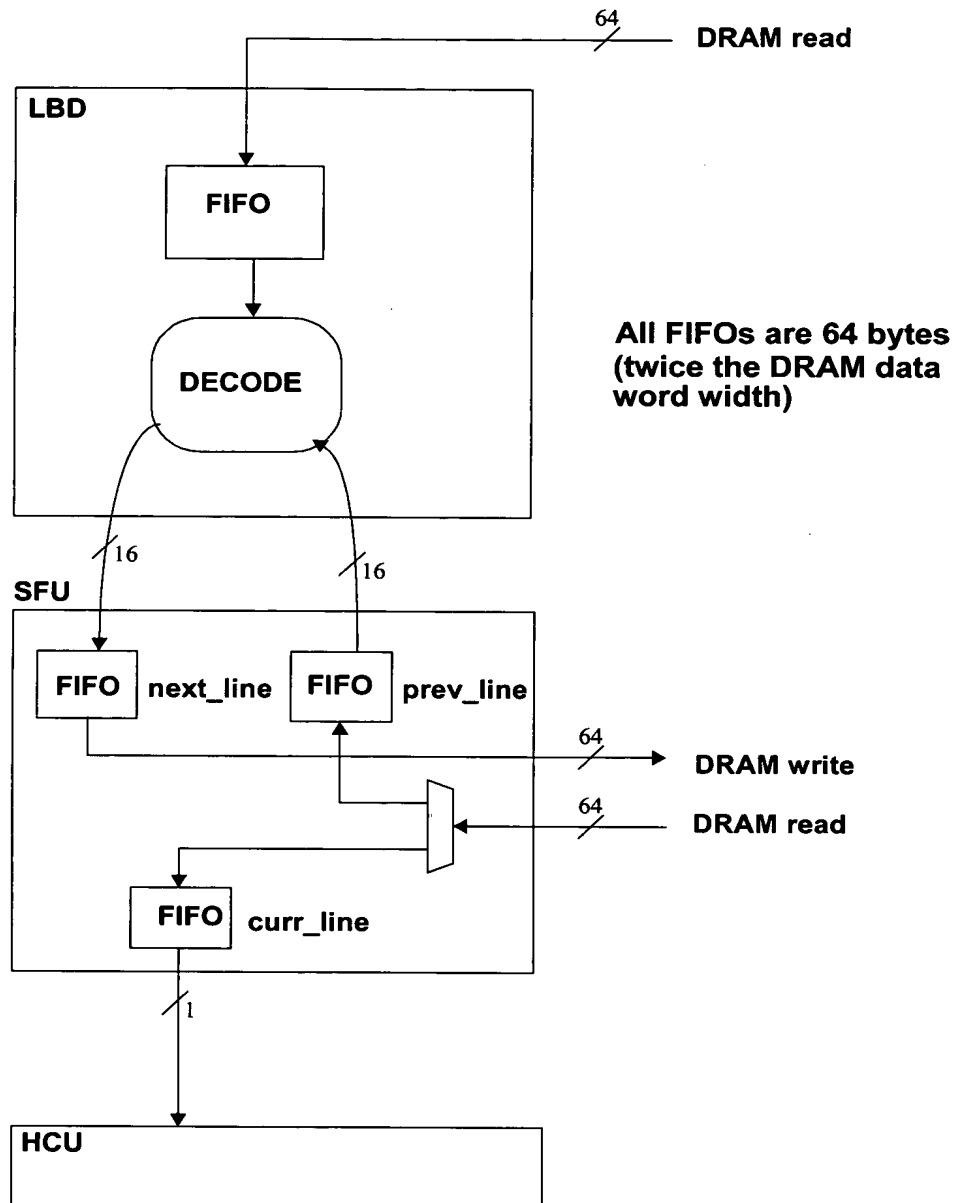 64
DRAM read
LBD
FIFO
DECODE
All FIFOs are 64 bytes
(twice the DRAM data
word width)
16
16
SFU
FIFO
next_line
FIFO
prev_line
64
DRAM write
64
DRAM read
FIFO
curr_line
1
HCU